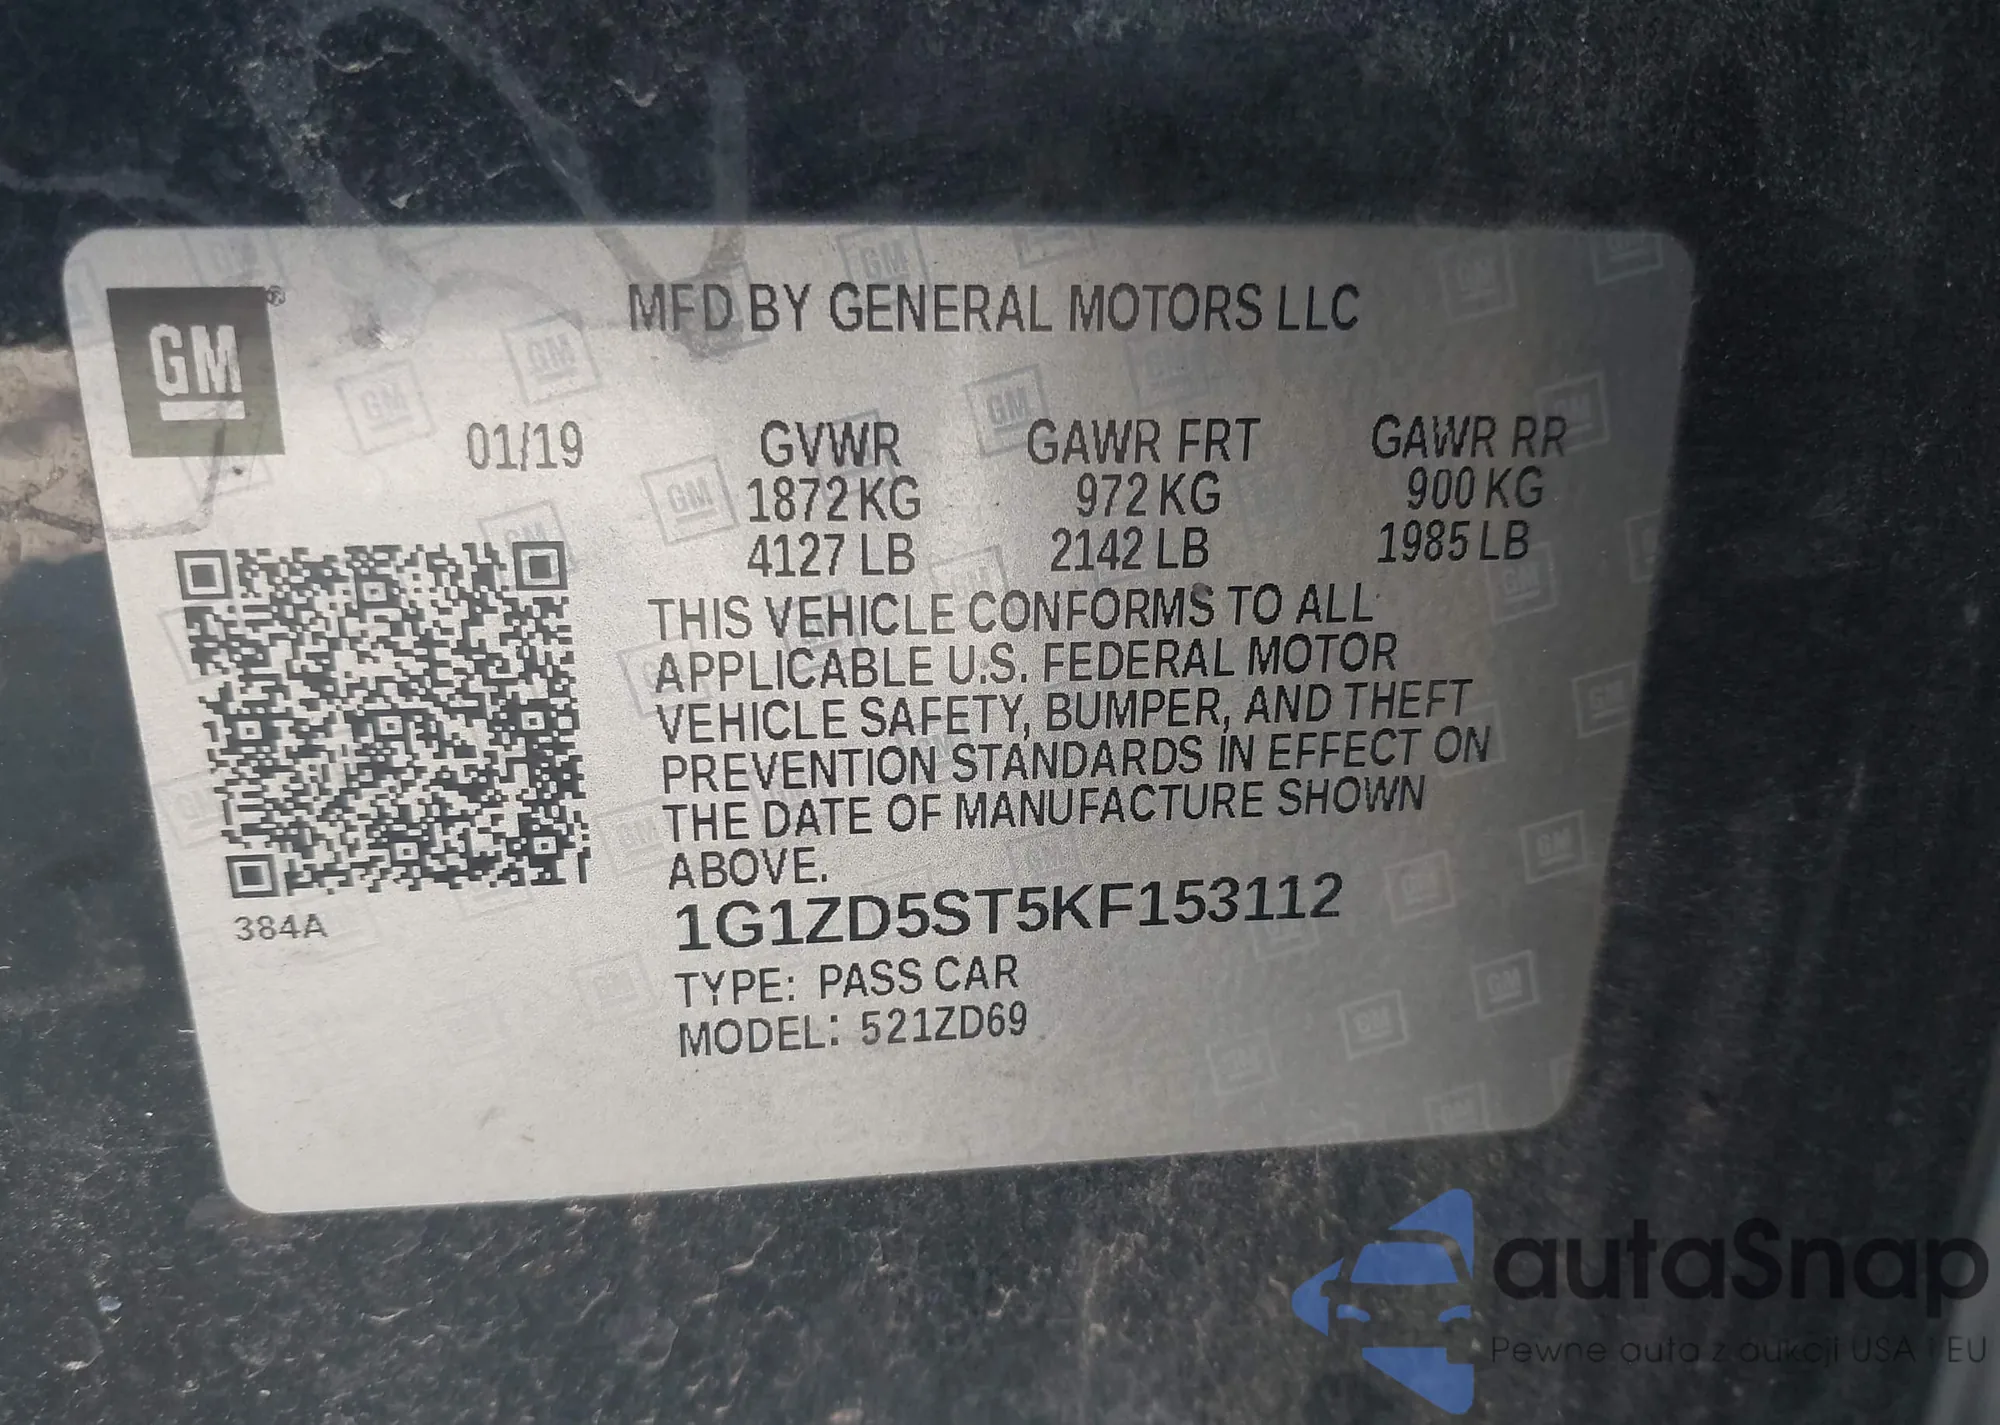 GM®
MFD BY GENERAL MOTORS LLC
01/19 GVWR GAWR FRT GAWR RR
1872 KG 972 KG 900 KG
4127 LB 2142 LB 1985 LB
THIS VEHICLE CONFORMS TO ALL
APPLICABLE U.S. FEDERAL MOTOR
VEHICLE SAFETY, BUMPER, AND THEFT
PREVENTION STANDARDS IN EFFECT ON
THE DATE OF MANUFACTURE SHOWN
ABOVE.
384A
1G1ZD5ST5KF153112
TYPE: PASS CAR
MODEL: 521ZD69
autaSnap
Pewne auta z aukcji USA i EU